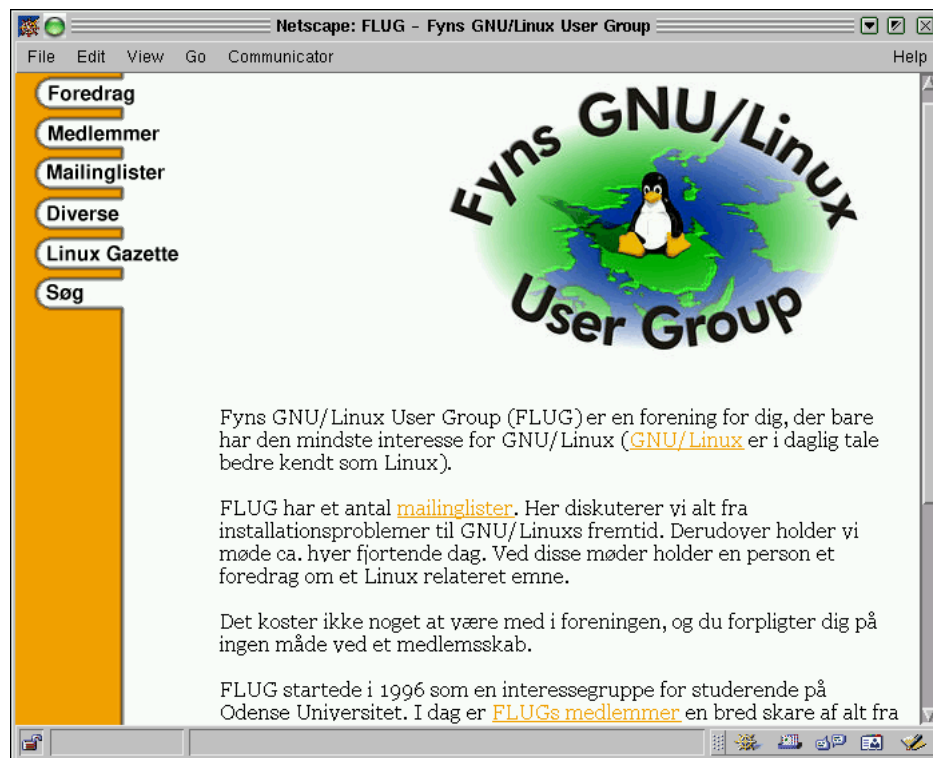 Netscape: FLUG - Fyns GNU/Linux User Group
File Edit View Go Communicator Help
Foredrag
Medlemmer
Mailinglister
Diverse
Linux Gazette
Søg
Fyns GNU/Linux
User Group
Fyns GNU/Linux User Group (FLUG) er en forening for dig, der bare
har den mindste interesse for GNU/Linux (GNU/Linux er i daglig tale
bedre kendt som Linux).
FLUG har et antal mailinglister. Her diskuterer vi alt fra
installationsproblemer til GNU/Linuxs fremtid. Derudover holder vi
møde ca. hver fjortende dag. Ved disse møder holder en person et
foredrag om et Linux relateret emne.
Det koster ikke noget at være med i foreningen, og du forpligter dig på
ingen måde ved et medlemsskab.
FLUG startede i 1996 som en interessegruppe for studerende på
Odense Universitet. I dag er FLUGs medlemmer en bred skare af alt fra